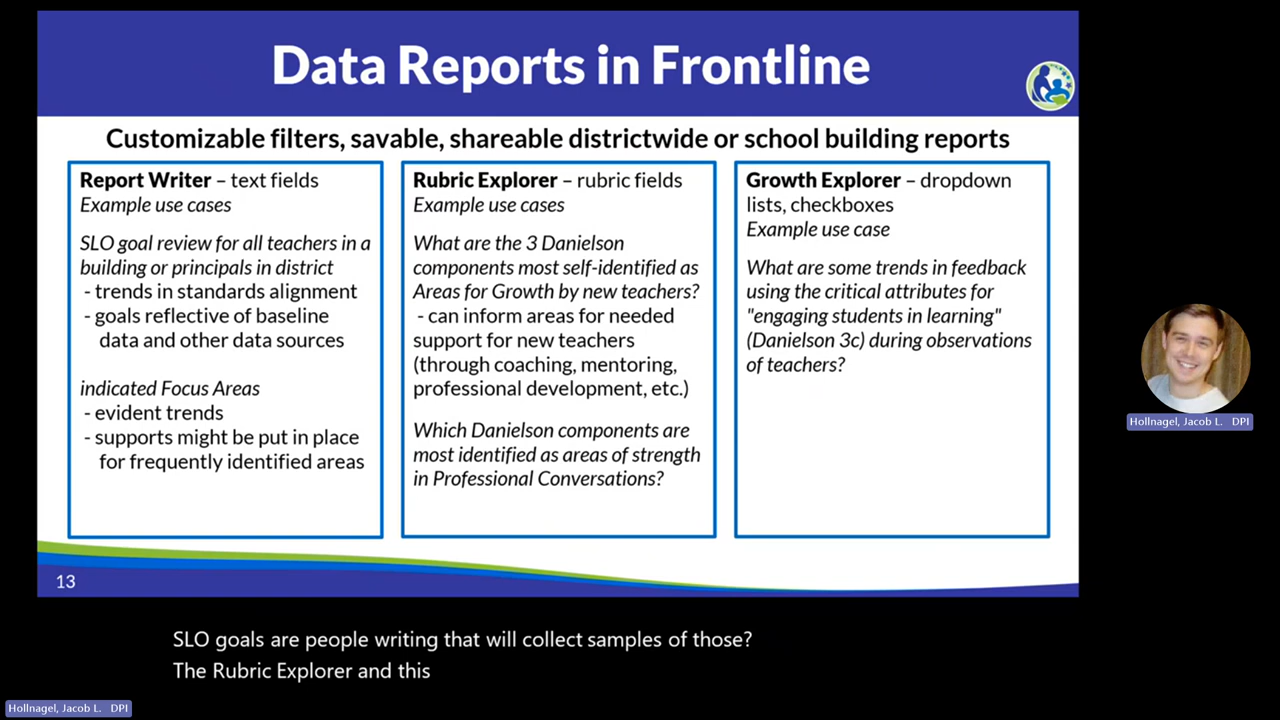 Data Reports in Frontline
Customizable filters, savable, shareable districtwide or school building reports
Report Writer – text fields
Example use cases
SLO goal review for all teachers in a
building or principals in district
- trends in standards alignment
- goals reflective of baseline
data and other data sources
indicated Focus Areas
- evident trends
- supports might be put in place
for frequently identified areas
Rubric Explorer – rubric fields
Example use cases
What are the 3 Danielson
components most self-identified as
Areas for Growth by new teachers?
- can inform areas for needed
support for new teachers
(through coaching, mentoring,
professional development, etc.)
Which Danielson components are
most identified as areas of strength
in Professional Conversations?
Growth Explorer – dropdown
lists, checkboxes
Example use case
What are some trends in feedback
using the critical attributes for
"engaging students in learning"
(Danielson 3c) during observations
of teachers?
13
Hollnagel, Jacob L. DPI
SLO goals are people writing that will collect samples of those?
The Rubric Explorer and this
Hollnagel, Jacob L. DPI